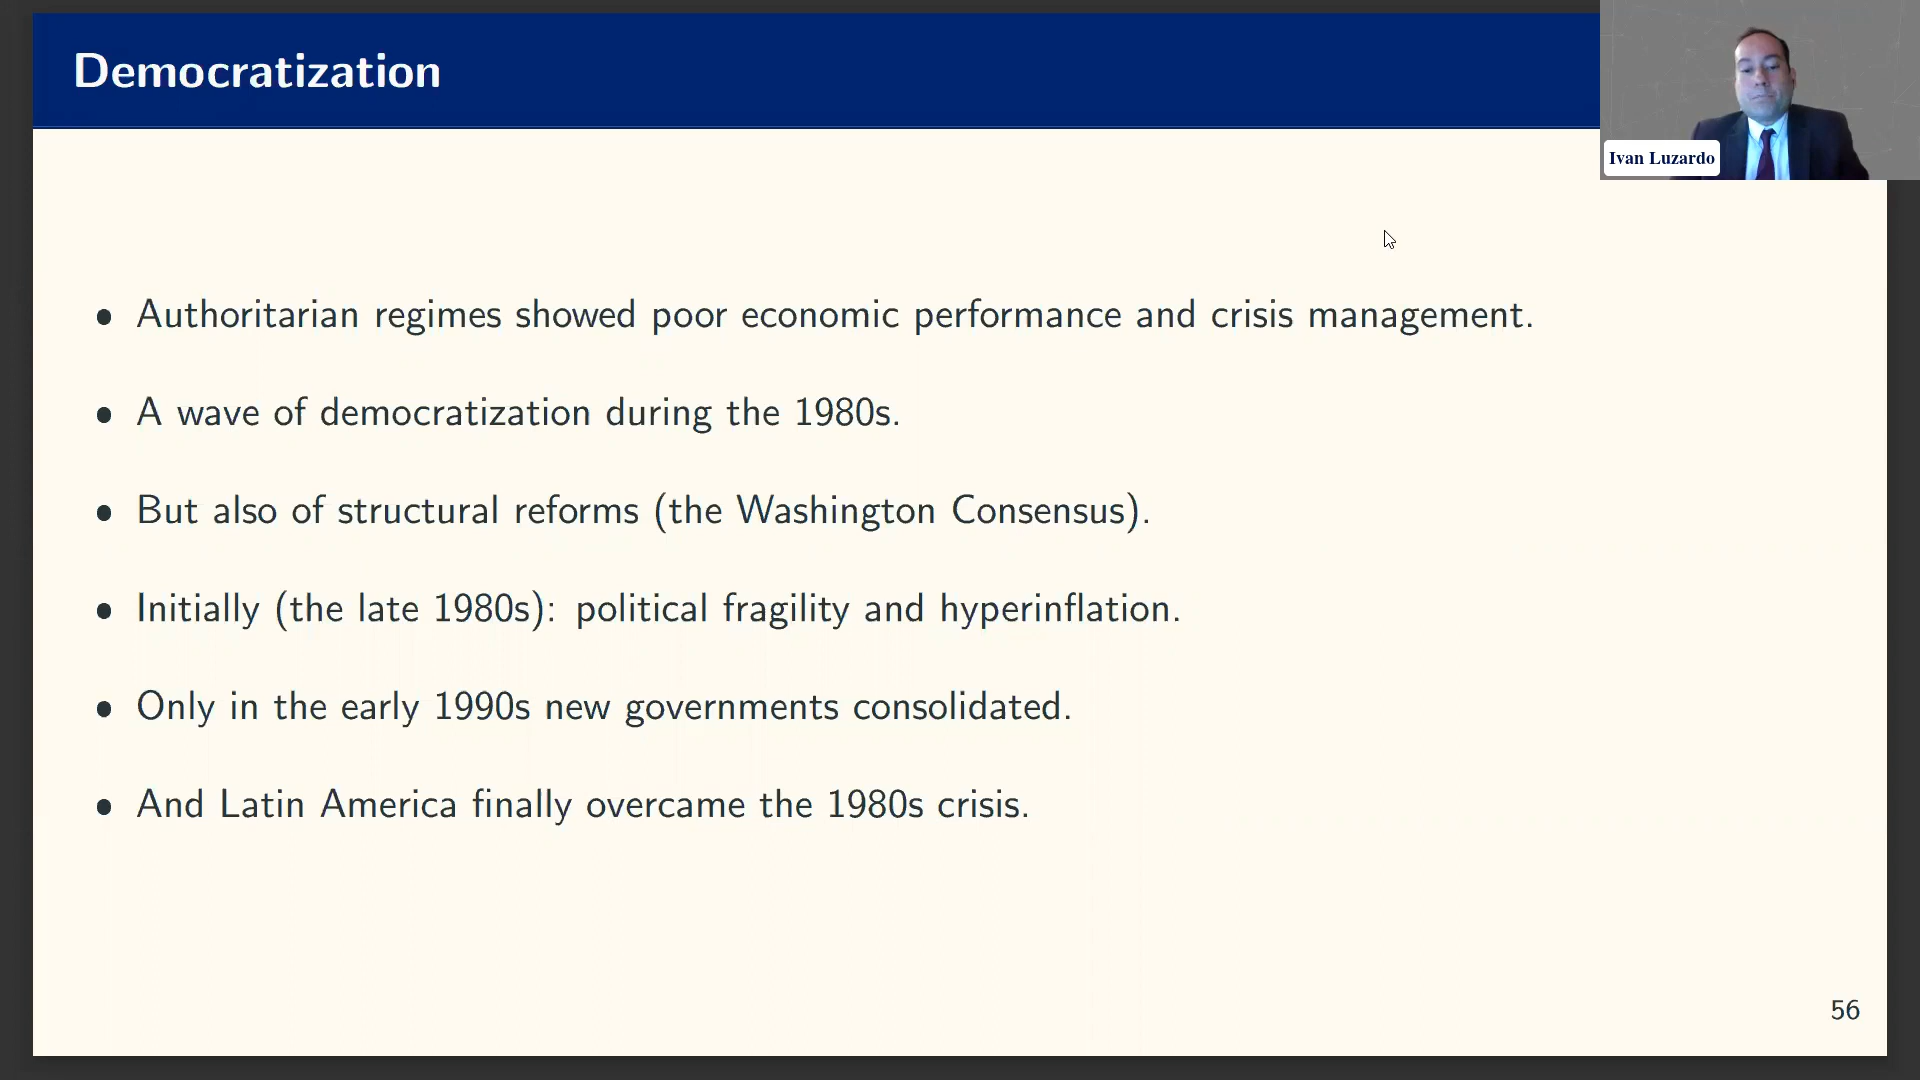 Democratization
Ivan Luzardo
• Authoritarian regimes showed poor economic performance and crisis management.
• A wave of democratization during the 1980s.
• But also of structural reforms (the Washington Consensus).
• Initially (the late 1980s): political fragility and hyperinflation.
• Only in the early 1990s new governments consolidated.
• And Latin America finally overcame the 1980s crisis.
56